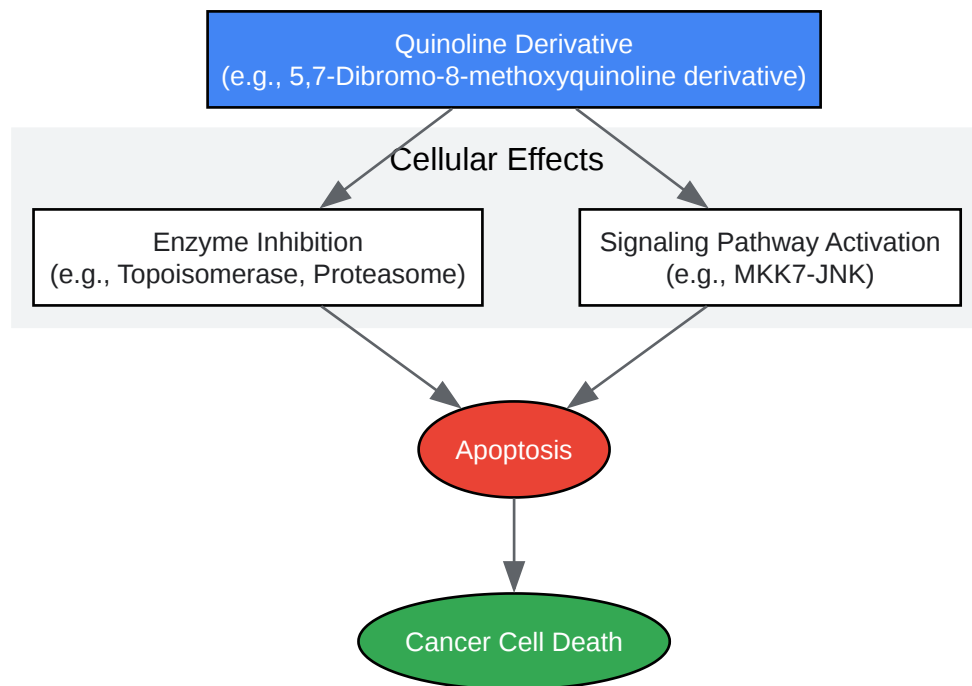 Quinoline Derivative
(e.g., 5,7-Dibromo-8-methoxyquinoline derivative)
Cellular Effects
Enzyme Inhibition
(e.g., Topoisomerase, Proteasome)
Signaling Pathway Activation
(e.g., MKK7-JNK)
Apoptosis
Cancer Cell Death